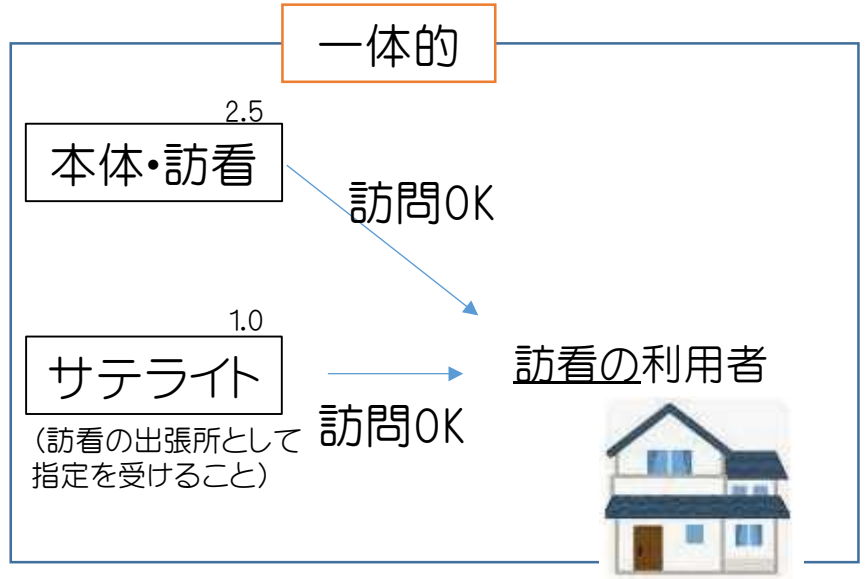 一体的
2.5
本体・訪看
訪問OK
1.0
サテライト
訪問OK
訪看の利用者
（訪看の出張所として
指定を受けること）